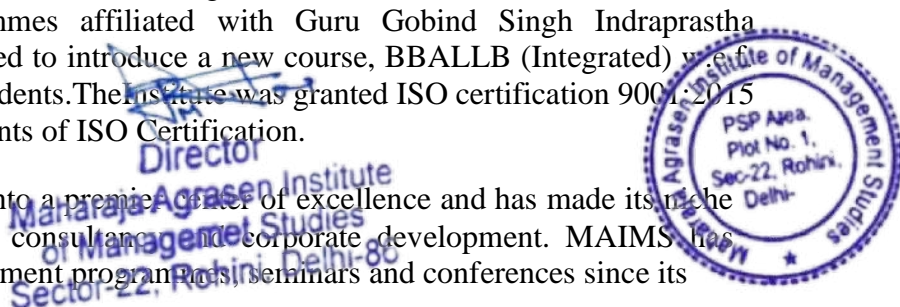 mmes affiliated with Guru Gobind Singh Indraprastha
ed to introduce a new course, BBALLB (Integrated) w.e.f.
dents.TheInstitute was granted ISO certification 9001:2015
nts of ISO Certification.
Director
Maharaja Agrasen Institute
of Managemet Studies
Sector-22, Rohini, Delhi-86
nto a premier center of excellence and has made its niche
consultancy and corporate development. MAIMS has
ment programmes, seminars and conferences since its
Maharaja Agrasen Institute of Management Studies
PSP Area,
Plot No. 1,
Sec-22, Rohini,
Delhi-